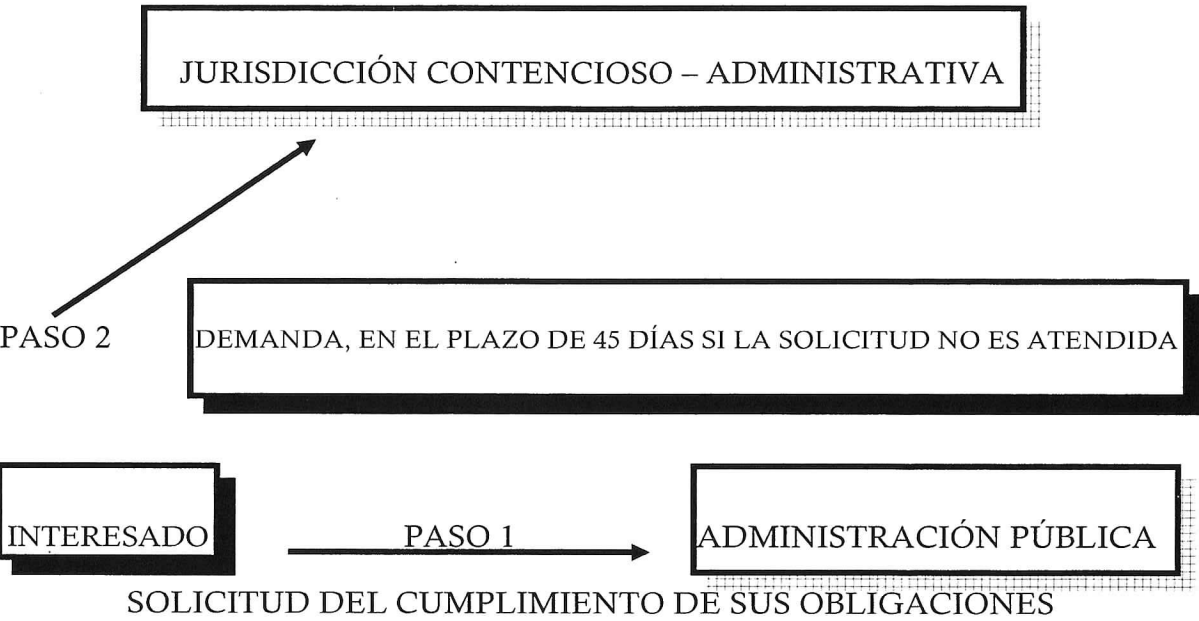 JURISDICCIÓN CONTENCIOSO – ADMINISTRATIVA
PASO 2
DEMANDA, EN EL PLAZO DE 45 DÍAS SI LA SOLICITUD NO ES ATENDIDA
INTERESADO
PASO 1
ADMINISTRACIÓN PÚBLICA
SOLICITUD DEL CUMPLIMIENTO DE SUS OBLIGACIONES